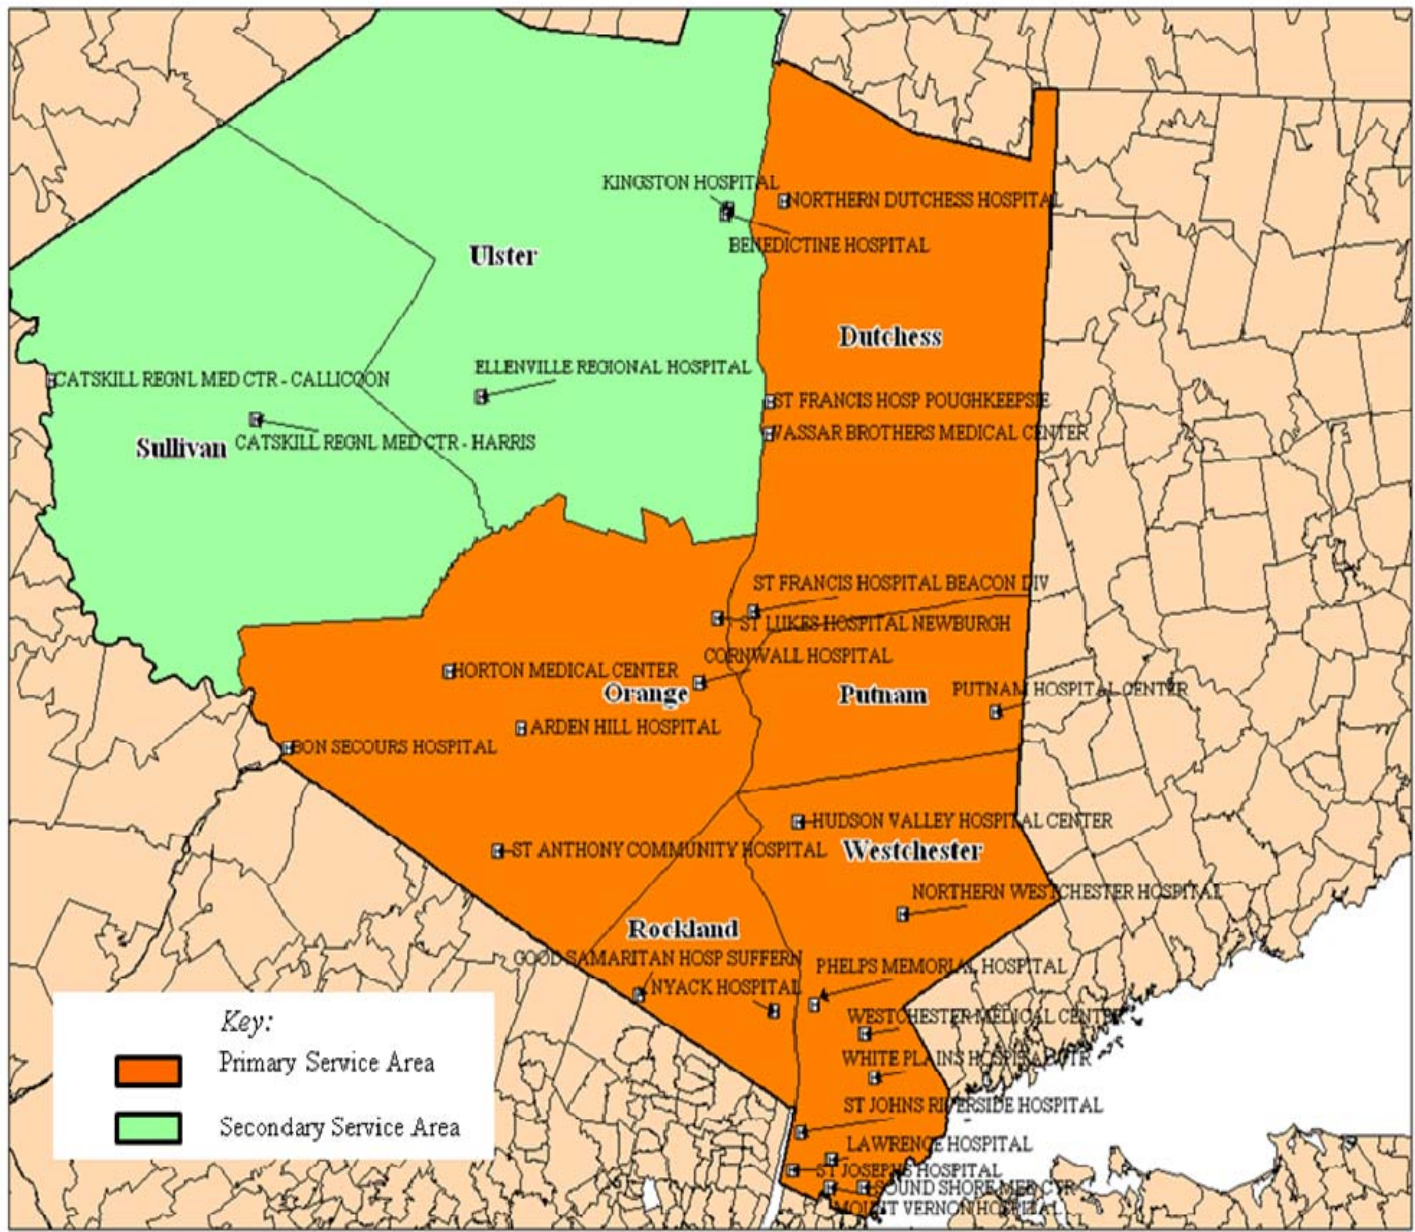 KINGSTON HOSPITAL
NORTHERN DUTCHESS HOSPITAL
BENEDICTINE HOSPITAL
Ulster
Dutchess
ELLENVILLE REGIONAL HOSPITAL
CATSKILL REGNL MED CTR - CALLICOON
ST FRANCIS HOSP POUGHKEEPSIE
VASSAR BROTHERS MEDICAL CENTER
Sullivan
CATSKILL REGNL MED CTR - HARRIS
ST FRANCIS HOSPITAL BEACON DIV
ST LUKES HOSPITAL NEWBURGH
CORNWALL HOSPITAL
HORTON MEDICAL CENTER
Orange
Putnam
PUTNAM HOSPITAL CENTER
ARDEN HILL HOSPITAL
BON SECOURS HOSPITAL
HUDSON VALLEY HOSPITAL CENTER
ST ANTHONY COMMUNITY HOSPITAL
Westchester
NORTHERN WESTCHESTER HOSPITAL
Rockland
GOOD SAMARITAN HOSP SUFFERN
PHELPS MEMORIAL HOSPITAL
NYACK HOSPITAL
WESTCHESTER MEDICAL CENTER
WHITE PLAINS HOSPITAL CTR
ST JOHNS RIVERSIDE HOSPITAL
LAWRENCE HOSPITAL
ST JOSEPHS HOSPITAL
SOUND SHORE MED CTR
MOUNT VERNON HOSPITAL
Key:
Primary Service Area
Secondary Service Area